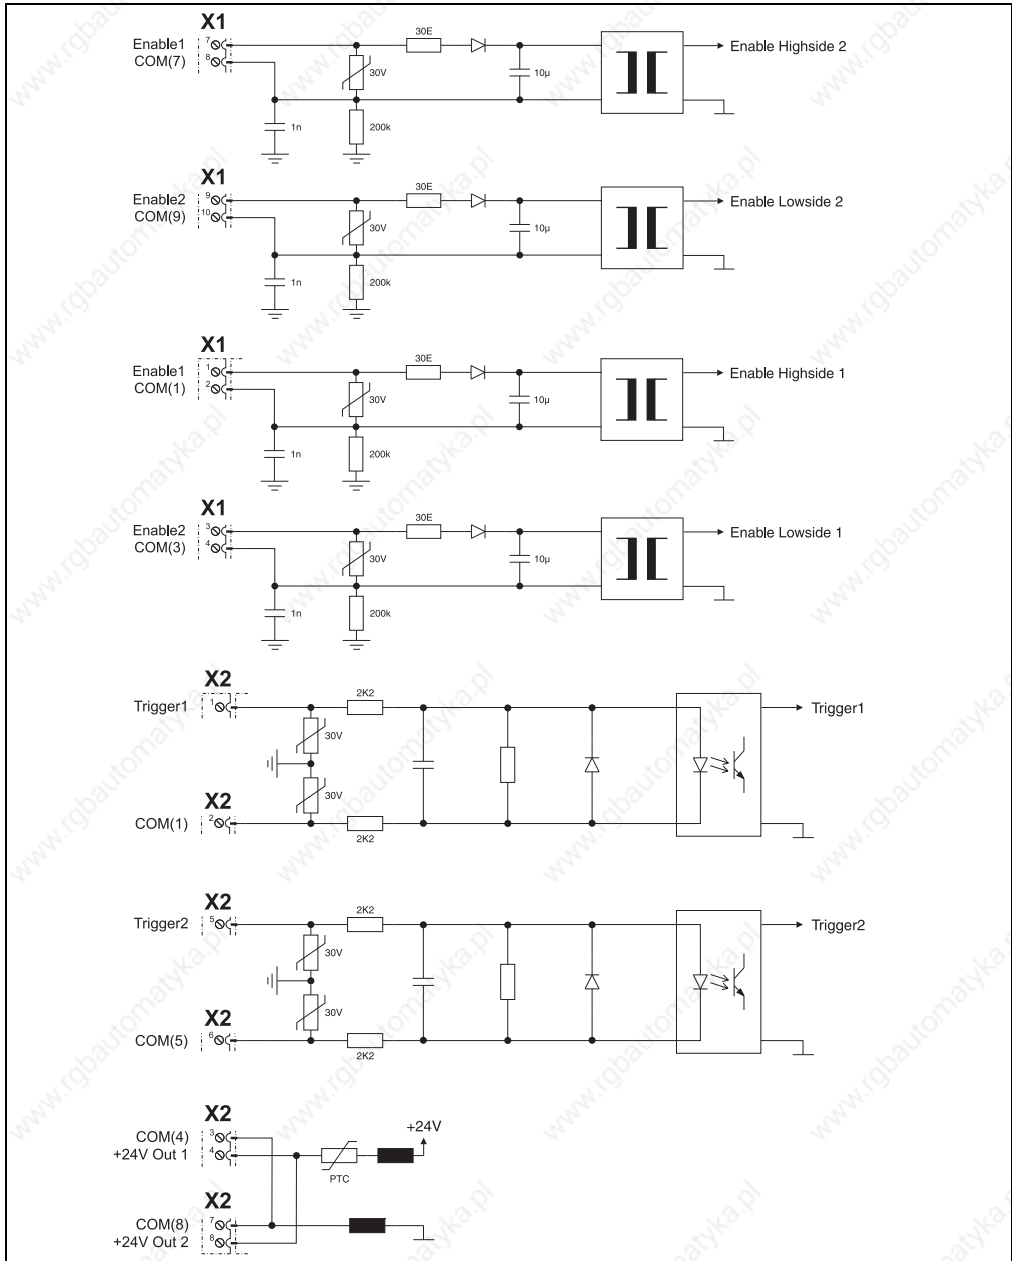 X1
Enable1 7 30E Enable Highside 2
COM(7) 8 30V 10µ
1n 200k
X1
Enable2 9 30E Enable Lowside 2
COM(9) 10 30V 10µ
1n 200k
X1
Enable1 1 30E Enable Highside 1
COM(1) 2 30V 10µ
1n 200k
X1
Enable2 3 30E Enable Lowside 1
COM(3) 4 30V 10µ
1n 200k
X2 2K2
Trigger1 1 Trigger1
30V
30V
X2
COM(1) 2
2K2
X2 2K2
Trigger2 5 Trigger2
30V
30V
X2
COM(5) 6
2K2
X2
+24V
COM(4) 3
+24V Out 1 4
PTC
X2
COM(8) 7
+24V Out 2 8
www.rgbautomatyka.pl